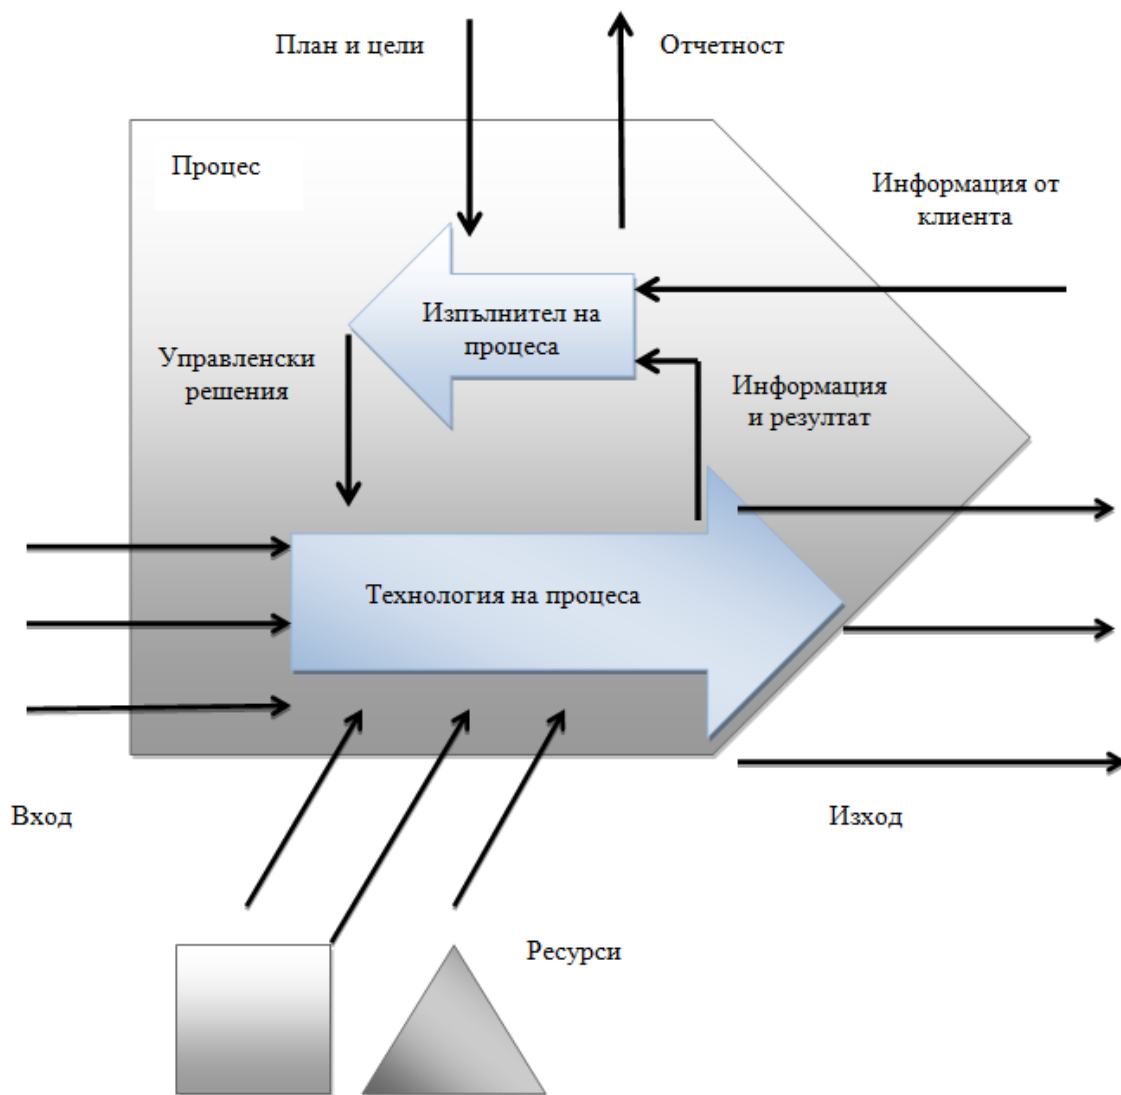 План и цели
Отчетност
Процес
Информация от
клиента
Изпълнител на
процеса
Управленски
решения
Информация
и резултат
Технология на процеса
Вход
Изход
Ресурси